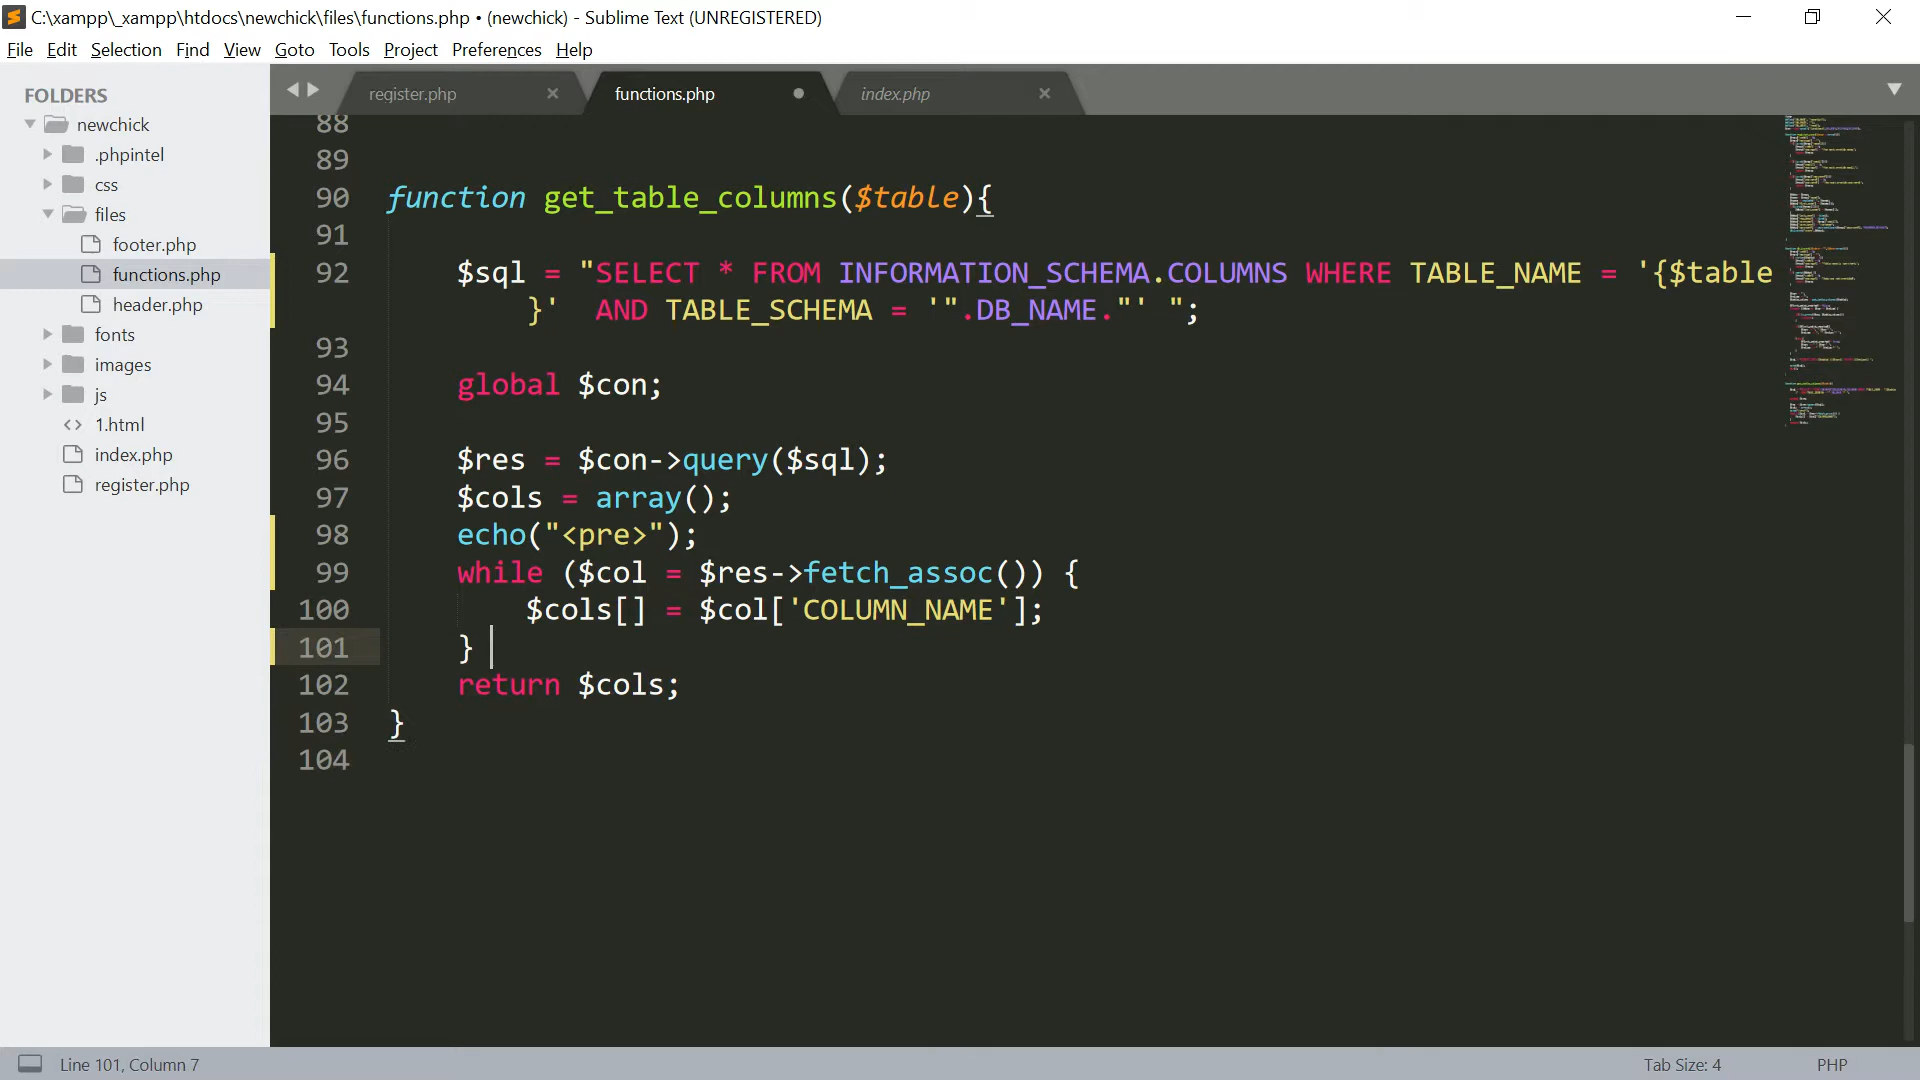 C:\xampp\_xampp\htdocs\newchick\files\functions.php • (newchick) - Sublime Text (UNREGISTERED)
File Edit Selection Find View Goto Tools Project Preferences Help
FOLDERS
newchick
.phpintel
css
files
footer.php
functions.php
header.php
fonts
images
js
<> 1.html
index.php
register.php
register.php functions.php index.php
88
89
90 function get_table_columns($table){
91
92 $sql = "SELECT * FROM INFORMATION_SCHEMA.COLUMNS WHERE TABLE_NAME = '{$table
}'  AND TABLE_SCHEMA = '".DB_NAME."' ";
93
94 global $con;
95
96 $res = $con->query($sql);
97 $cols = array();
98 echo("<pre>");
99 while ($col = $res->fetch_assoc()) {
100 $cols[] = $col['COLUMN_NAME'];
101 }
102 return $cols;
103 }
104
Line 101, Column 7 Tab Size: 4 PHP